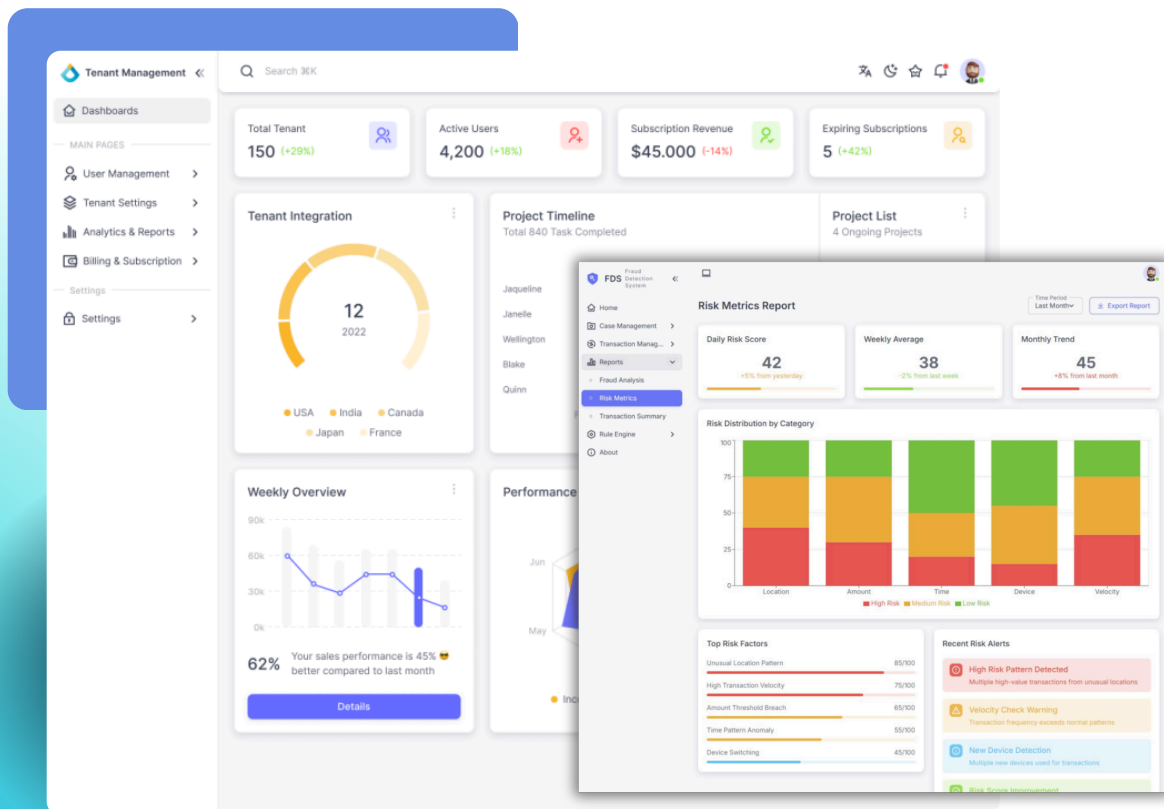 Tenant Management
Search ⌘K
Dashboards
MAIN PAGES
User Management
Tenant Settings
Analytics & Reports
Billing & Subscription
Settings
Settings
Total Tenant
150 (+29%)
Active Users
4,200 (+18%)
Subscription Revenue
$45.000 (-14%)
Expiring Subscriptions
5 (+42%)
Tenant Integration
12
2022
USA India Canada
Japan France
Project Timeline
Total 840 Task Completed
Jaqueline
Janelle
Wellington
Blake
Quinn
Project List
4 Ongoing Projects
Weekly Overview
90k
60k
30k
0k
62%
Your sales performance is 45% 😎
better compared to last month
Details
Performance
Jun
May
FDS
Fraud
Detection
System
Home
Case Management
Transaction Manag...
Reports
Fraud Analysis
Risk Metrics
Transaction Summary
Rule Engine
About
Risk Metrics Report
Time Period
Last Month
Export Report
Daily Risk Score
42
+5% from yesterday
Weekly Average
38
-2% from last week
Monthly Trend
45
+8% from last month
Risk Distribution by Category
100
75
50
25
0
Location Amount Time Device Velocity
High Risk Medium Risk Low Risk
Top Risk Factors
Unusual Location Pattern 85/100
High Transaction Velocity 75/100
Amount Threshold Breach 65/100
Time Pattern Anomaly 55/100
Device Switching 45/100
Recent Risk Alerts
High Risk Pattern Detected
Multiple high-value transactions from unusual locations
Velocity Check Warning
Transaction frequency exceeds normal patterns
New Device Detection
Multiple new devices used for transactions
Risk Score Improvement